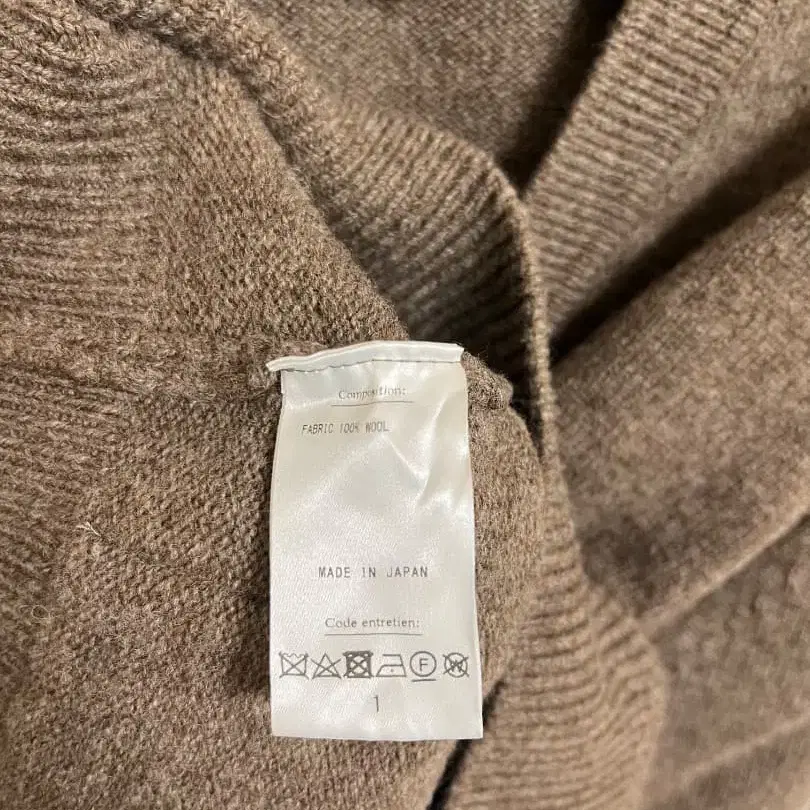 Composition:
FABRIC 100% WOOL
MADE IN JAPAN
Code entretien:
F W
1